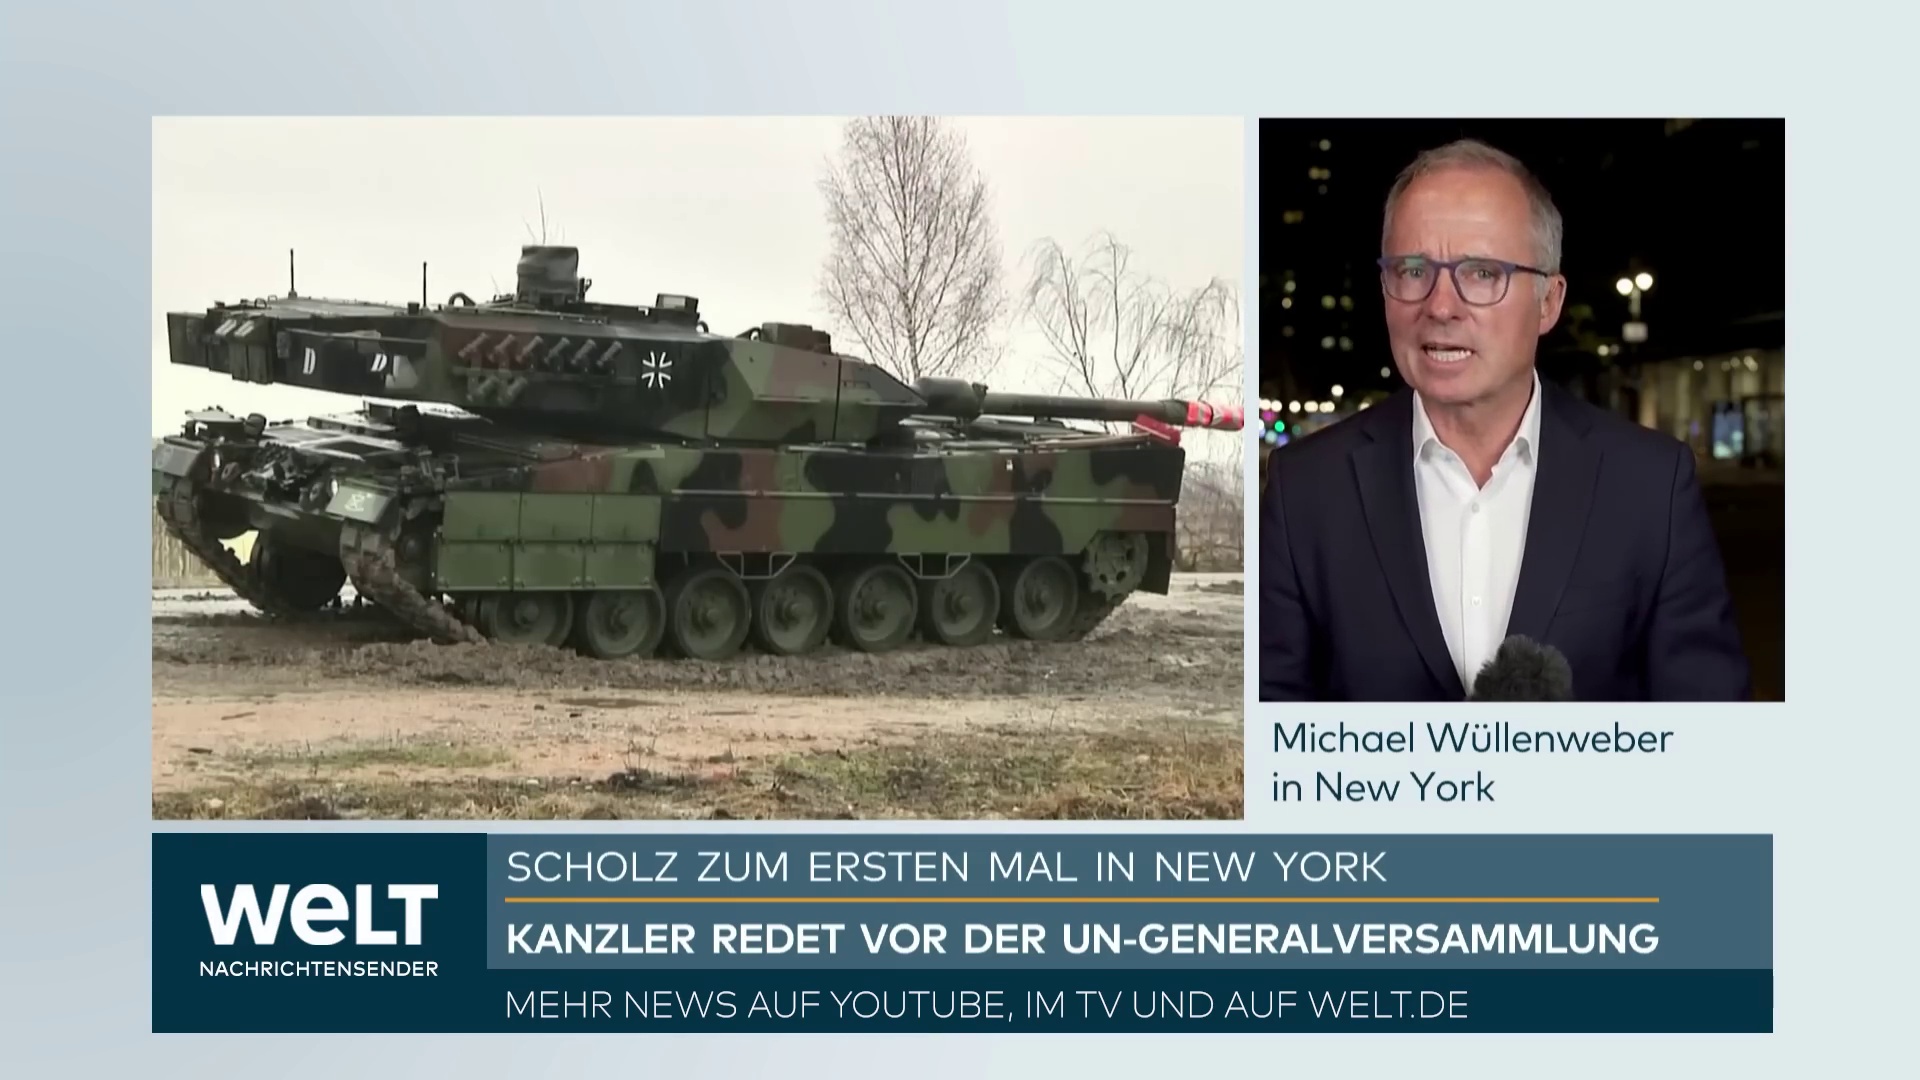 D
Michael Wüllenweber
in New York
SCHOLZ ZUM ERSTEN MAL IN NEW YORK
KANZLER REDET VOR DER UN-GENERALVERSAMMLUNG
WELT
NACHRICHTENSENDER
MEHR NEWS AUF YOUTUBE, IM TV UND AUF WELT.DE